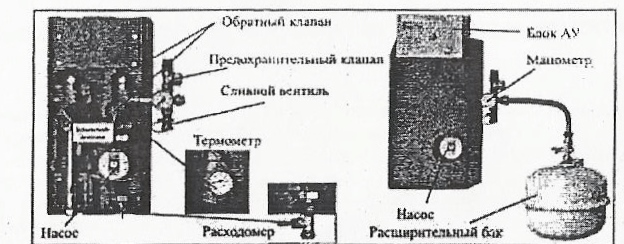 Обратный клапан
Предохранительный клапан
Сливной вентиль
Термометр
Насос
Расходомер
Блок АУ
Манометр
Насос
Расширительный бак